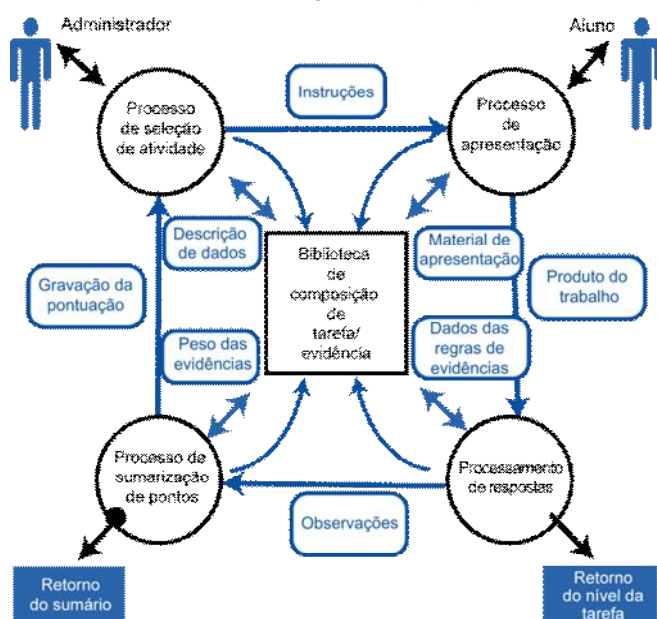 Administrador
Aluno
Instruções
Processo
de seleção
de atividade
Processo
de
apresentação
Descrição
de dados
Material de
apresentação
Biblioteca
de
composição
de
tarefa/
evidência
Gravação da
pontuação
Produto do
trabalho
Peso das
evidências
Dados das
regras de
evidências
Processo de
sumarização
de pontos
Processamento
de respostas
Observações
Retorno
do sumário
Retorno
do nível da
tarefa